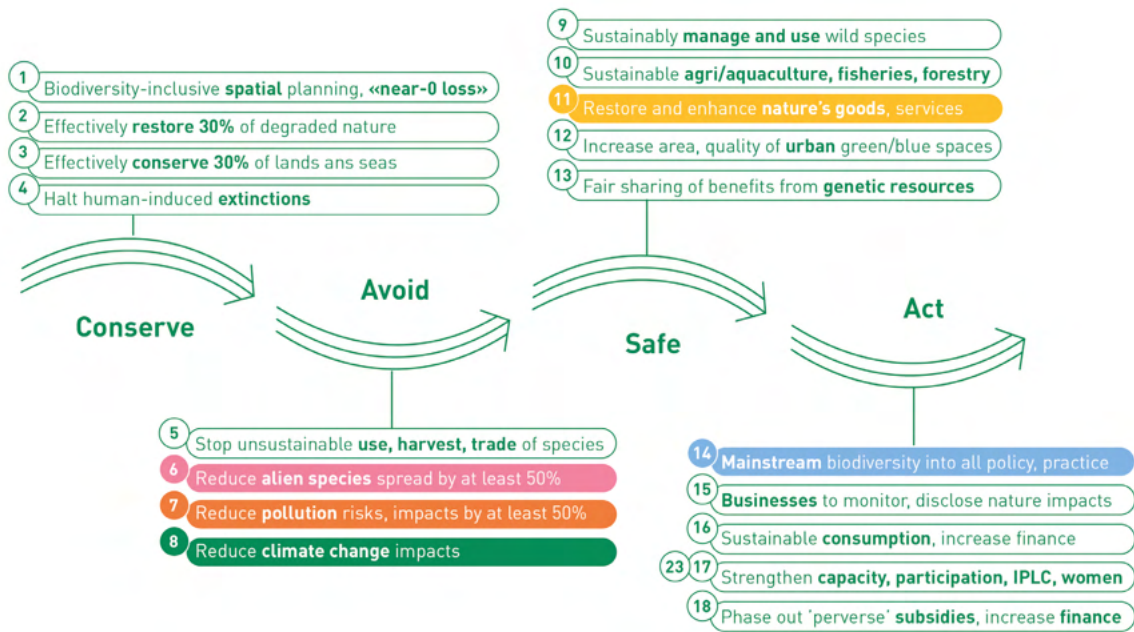 1 Biodiversity-inclusive spatial planning, «near-0 loss»
2 Effectively restore 30% of degraded nature
3 Effectively conserve 30% of lands ans seas
4 Halt human-induced extinctions
Conserve
Avoid
5 Stop unsustainable use, harvest, trade of species
6 Reduce alien species spread by at least 50%
7 Reduce pollution risks, impacts by at least 50%
8 Reduce climate change impacts
9 Sustainably manage and use wild species
10 Sustainable agri/aquaculture, fisheries, forestry
11 Restore and enhance nature's goods, services
12 Increase area, quality of urban green/blue spaces
13 Fair sharing of benefits from genetic resources
Safe
Act
14 Mainstream biodiversity into all policy, practice
15 Businesses to monitor, disclose nature impacts
16 Sustainable consumption, increase finance
23 17 Strengthen capacity, participation, IPLC, women
18 Phase out 'perverse' subsidies, increase finance